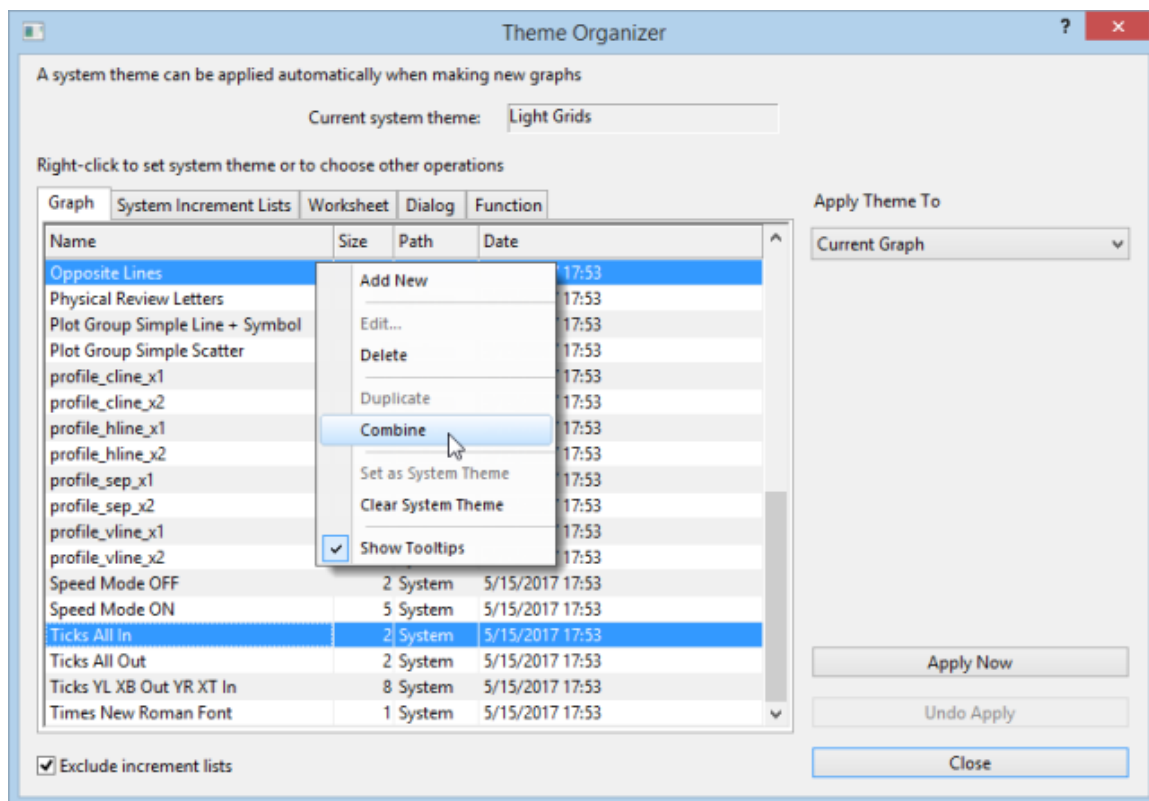 Theme Organizer
?
A system theme can be applied automatically when making new graphs
Current system theme: Light Grids
Right-click to set system theme or to choose other operations
Graph System Increment Lists Worksheet Dialog Function
Apply Theme To
Name Size Path Date
Current Graph
Opposite Lines 17:53
Physical Review Letters 17:53
Plot Group Simple Line + Symbol 17:53
Plot Group Simple Scatter 17:53
profile_cline_x1 17:53
profile_cline_x2 17:53
profile_hline_x1 17:53
profile_hline_x2 17:53
profile_sep_x1 17:53
profile_sep_x2 17:53
profile_vline_x1 17:53
profile_vline_x2 17:53
Speed Mode OFF 2 System 5/15/2017 17:53
Speed Mode ON 5 System 5/15/2017 17:53
Ticks All In 2 System 5/15/2017 17:53
Ticks All Out 2 System 5/15/2017 17:53
Ticks YL XB Out YR XT In 8 System 5/15/2017 17:53
Times New Roman Font 1 System 5/15/2017 17:53
Add New
Edit...
Delete
Duplicate
Combine
Set as System Theme
Clear System Theme
Show Tooltips
Apply Now
Undo Apply
Close
Exclude increment lists